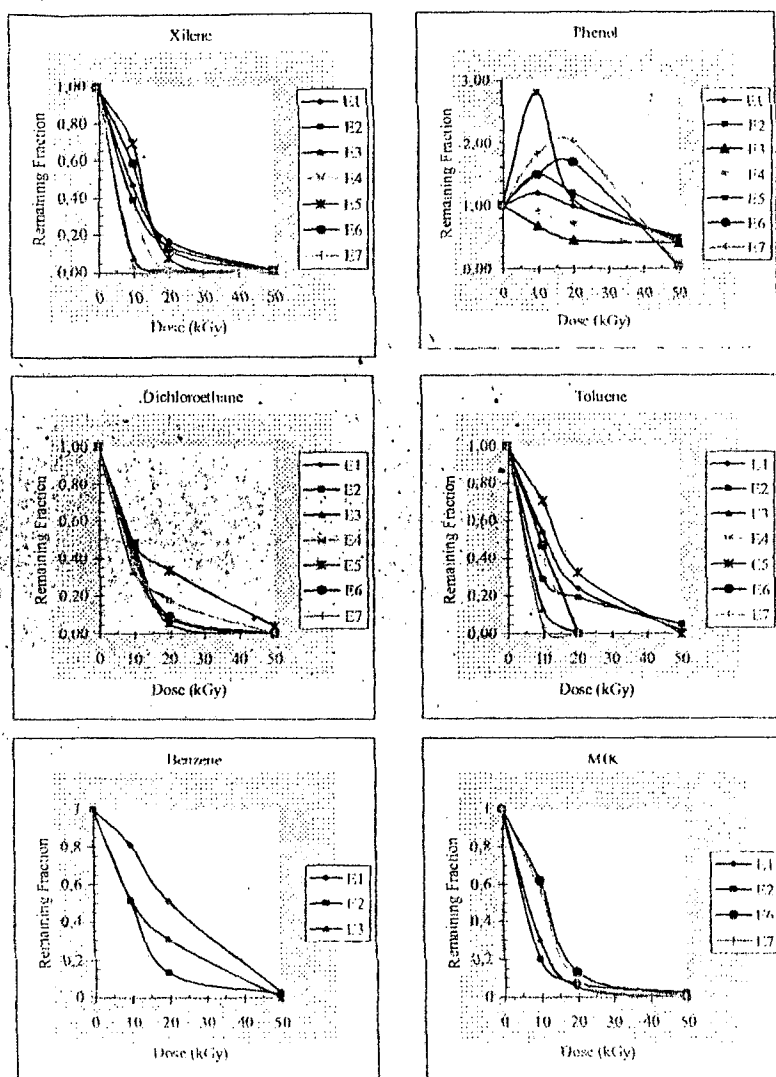 Xilene
Remaining Fraction
1,00
0,80
0,60
0,40
0,20
0,00
0 10 20 30 40 50
Dose (kGy)
E1
E2
E3
E4
E5
E6
E7
Phenol
Remaining Fraction
3,00
2,00
1,00
0,00
0 10 20 30 40 50
Dose (kGy)
E1
E2
E3
E4
E5
E6
E7
Dichloroethane
Remaining Fraction
1,00
0,80
0,60
0,40
0,20
0,00
0 10 20 30 40 50
Dose (kGy)
E1
E2
E3
E4
E5
E6
E7
Toluene
Remaining Fraction
1,00
0,80
0,60
0,40
0,20
0,00
0 10 20 30 40 50
Dose (kGy)
E1
E2
E3
E4
E5
E6
E7
Benzene
Remaining Fraction
1
0,8
0,6
0,4
0,2
0
0 10 20 30 40 50
Dose (kGy)
E1
E2
E3
Remaining Fraction
1
0,8
0,6
0,4
0,2
0
0 10 20 30 40 50
Dose (kGy)
E1
E2
E6
E7